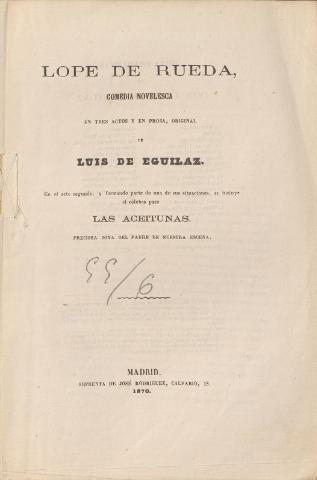 LOPE DE RUEDA,
COMEDIA NOVELESCA
EN TRES ACTOS Y EN PROSA, ORIGINAL
DE
LUIS DE EGUILAZ.
En el acto segundo, y formando parte de una de sus situaciones, se incluye
el célebre paso
LAS ACEITUNAS,
PRECIOSA JOYA DEL PADRE DE NUESTRA ESCENA.
55/6
MADRID.
IMPRENTA DE JOSÉ RODRIGUEZ, CALVARIO, 18.
1870.